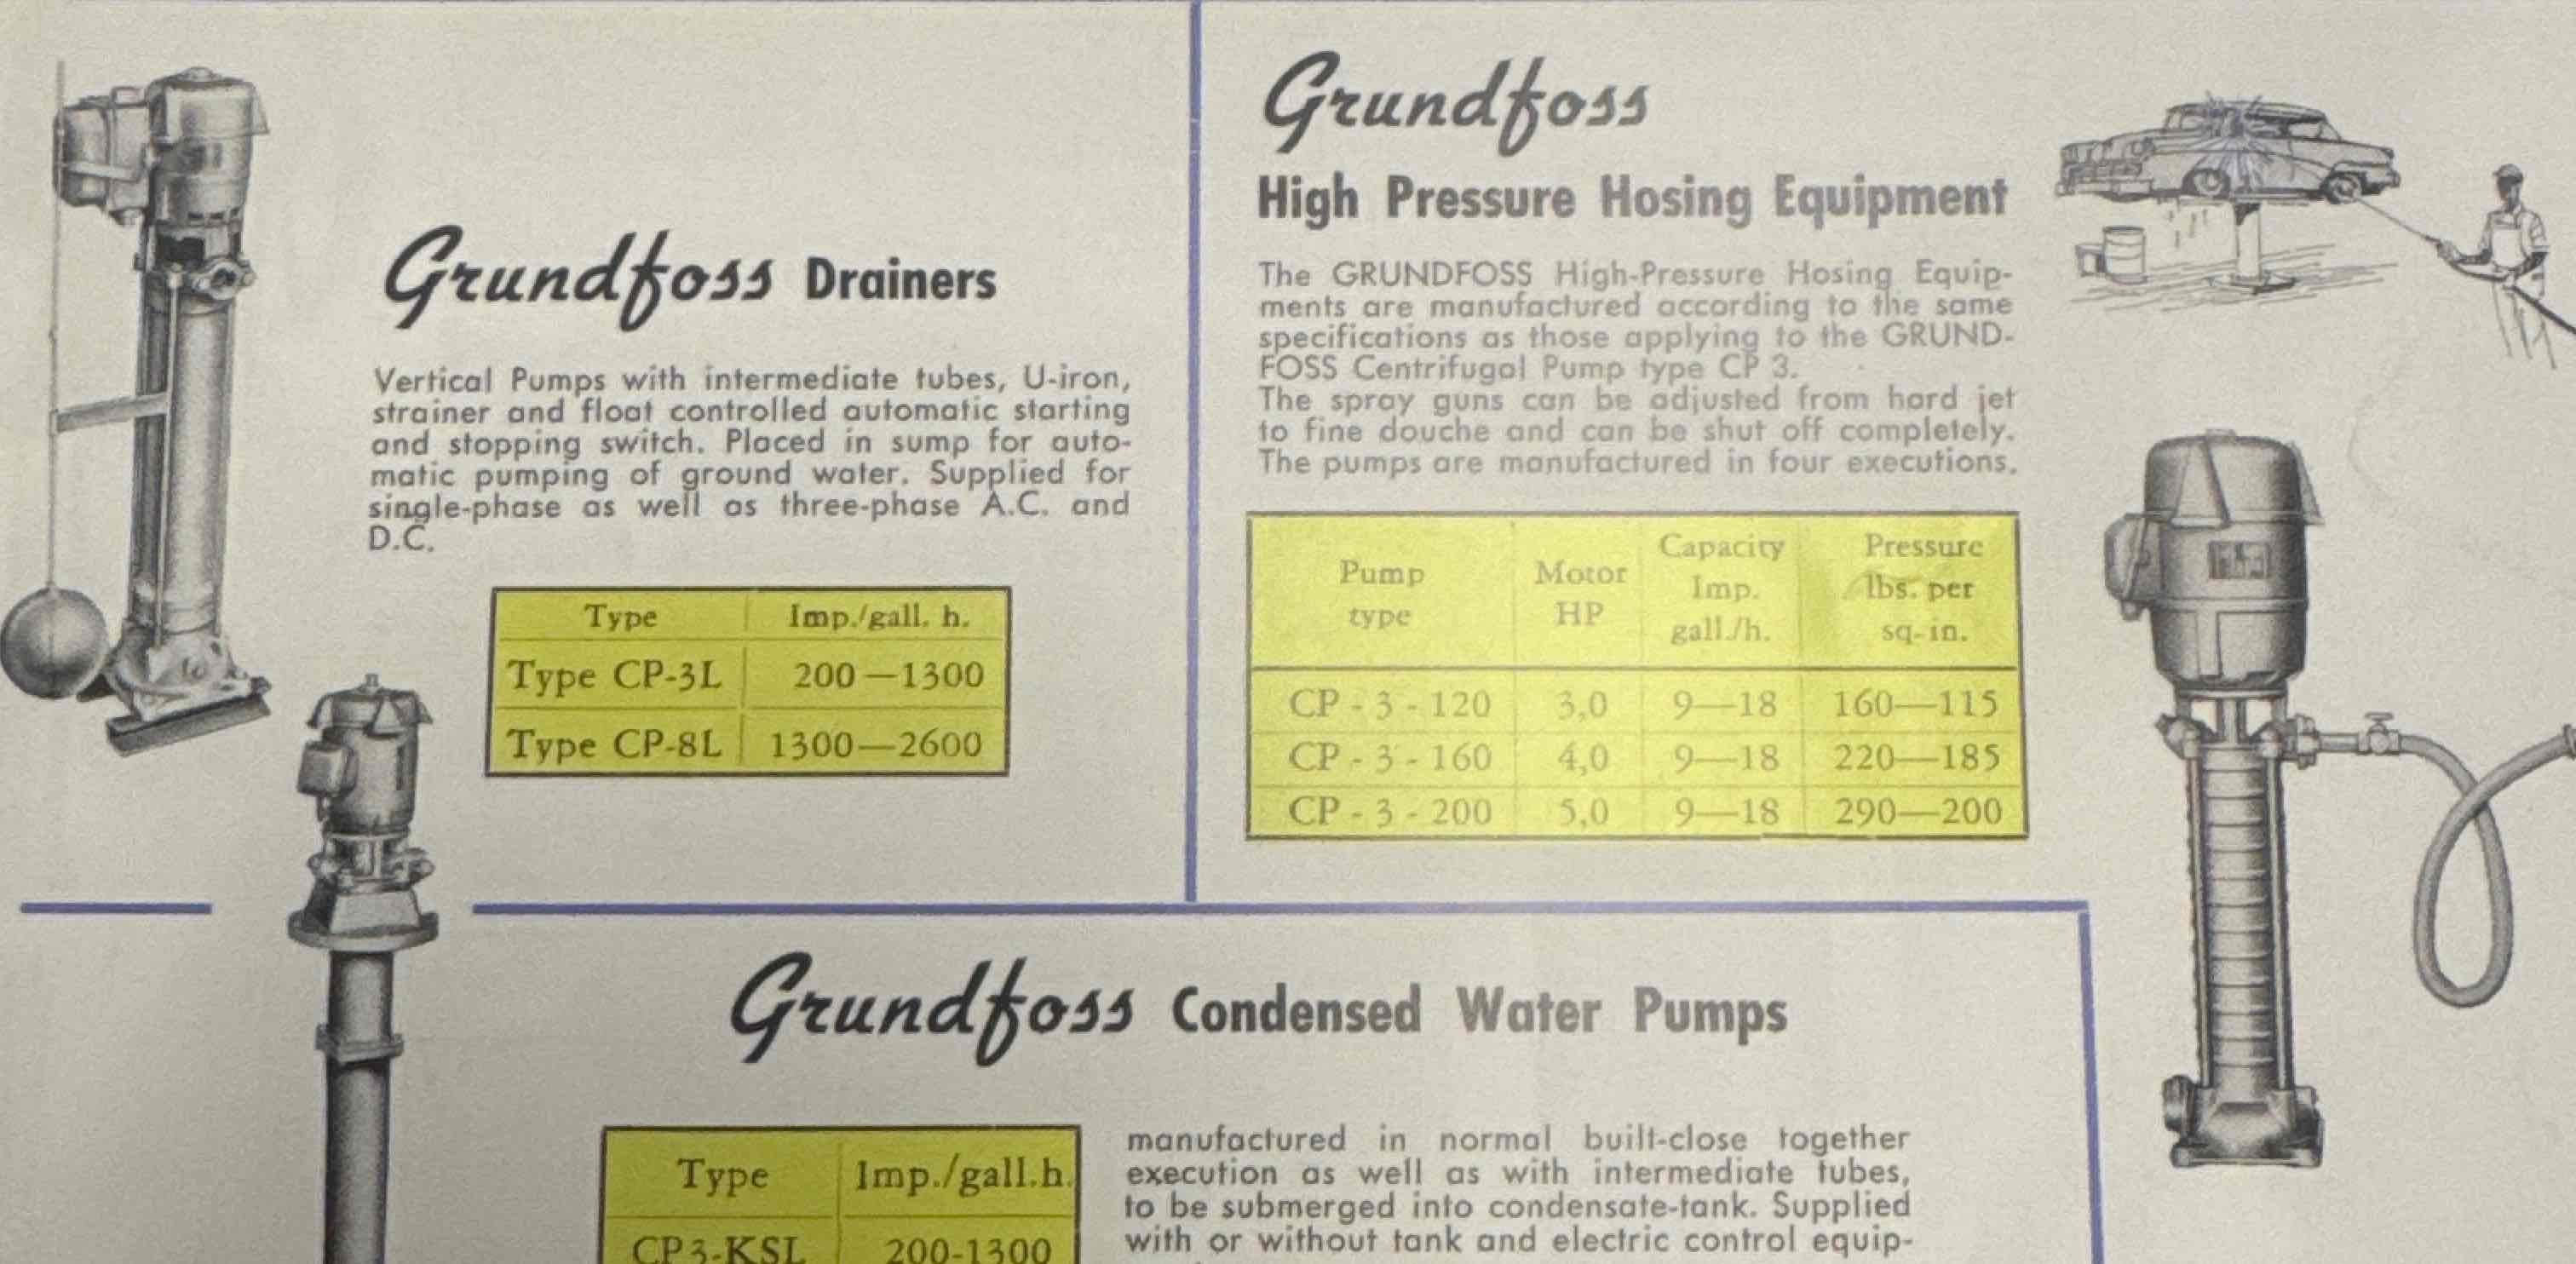 Grundfoss Drainers
Vertical Pumps with intermediate tubes, U-iron,
strainer and float controlled automatic starting
and stopping switch. Placed in sump for auto-
matic pumping of ground water. Supplied for
single-phase as well as three-phase A.C. and
D.C.
Type Imp./gall. h.
Type CP-3L 200—1300
Type CP-8L 1300—2600
Grundfoss
High Pressure Hosing Equipment
The GRUNDFOSS High-Pressure Hosing Equip-
ments are manufactured according to the same
specifications as those applying to the GRUND-
FOSS Centrifugal Pump type CP 3.
The spray guns can be adjusted from hard jet
to fine douche and can be shut off completely.
The pumps are manufactured in four executions.
Pump type
Motor HP
Capacity Imp. gall./h.
Pressure lbs. per sq-in.
CP - 3 - 120 3,0 9—18 160—115
CP - 3 - 160 4,0 9—18 220—185
CP - 3 - 200 5,0 9—18 290—200
Grundfoss Condensed Water Pumps
Type Imp./gall.h.
CP3-KSL 200-1300
manufactured in normal built-close together
execution as well as with intermediate tubes,
to be submerged into condensate-tank. Supplied
with or without tank and electric control equip-